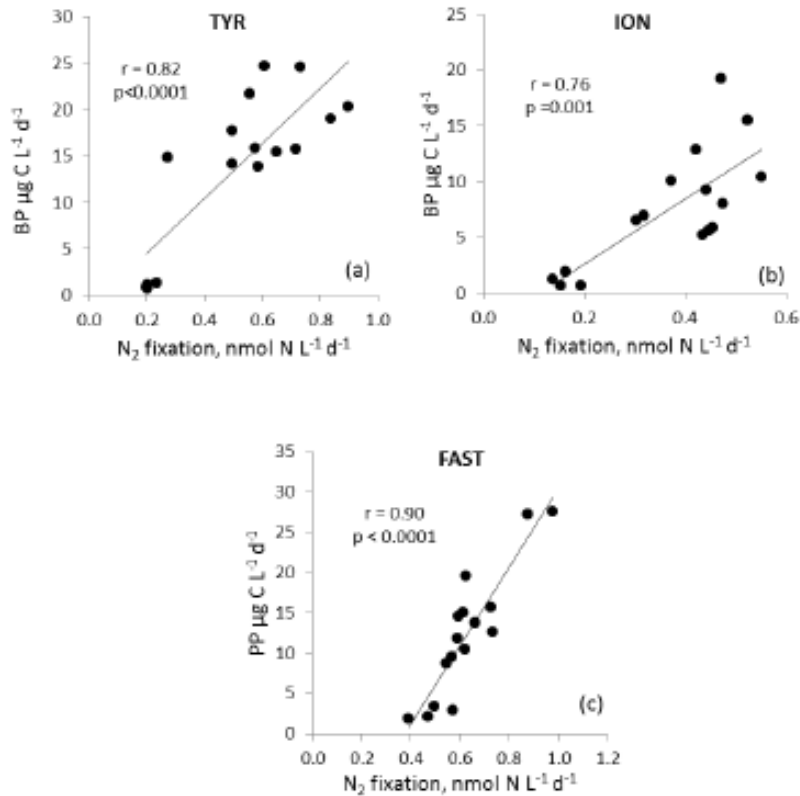 TYR
r = 0.82
p<0.0001
BP µg C L-1 d-1
30
25
20
15
10
5
0
(a)
0.0 0.2 0.4 0.6 0.8 1.0
N2 fixation, nmol N L-1 d-1
ION
r = 0.76
p =0.001
BP µg C L-1 d-1
25
20
15
10
5
0
(b)
0.0 0.2 0.4 0.6
N2 fixation, nmol N L-1 d-1
FAST
r = 0.90
p < 0.0001
PP µg C L-1 d-1
35
30
25
20
15
10
5
0
(c)
0.0 0.2 0.4 0.6 0.8 1.0 1.2
N2 fixation, nmol N L-1 d-1